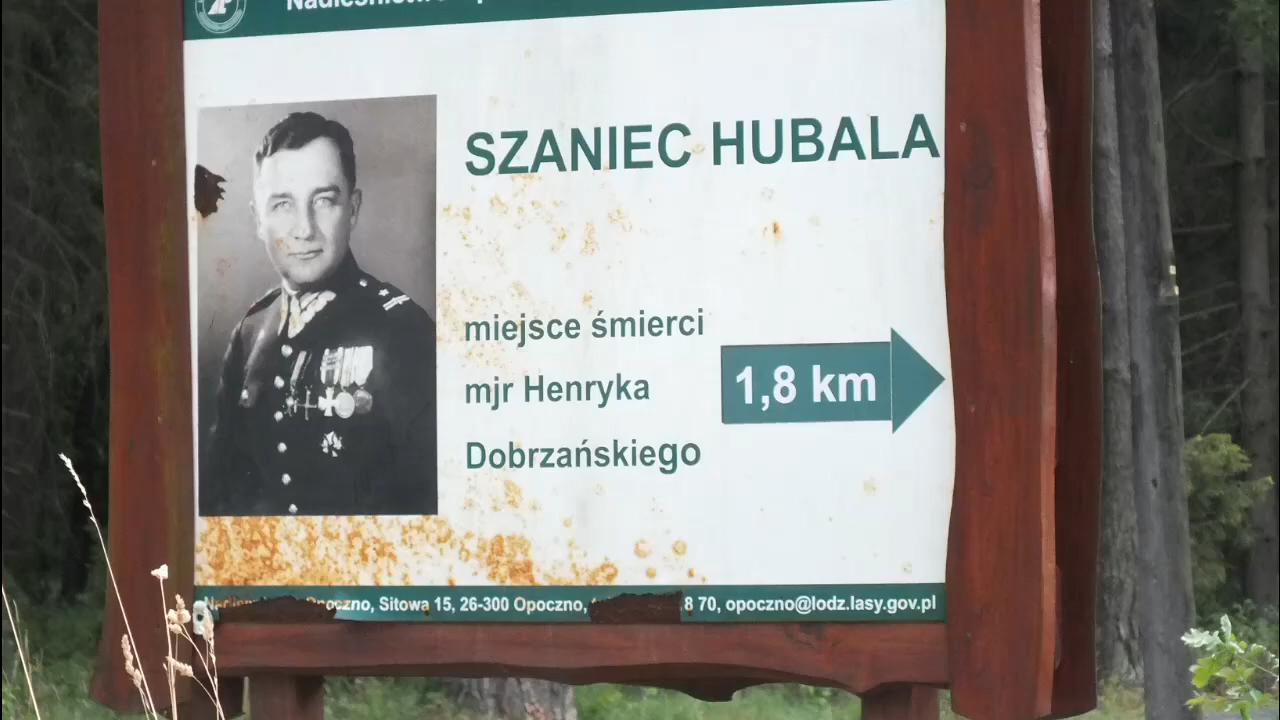 SZANIEC HUBALA
miejsce śmierci
mjr Henryka
Dobrzańskiego
1,8 km
Opoczno, Sitowa 15, 26-300 Opoczno, 8 70, opoczno@lodz.lasy.gov.pl